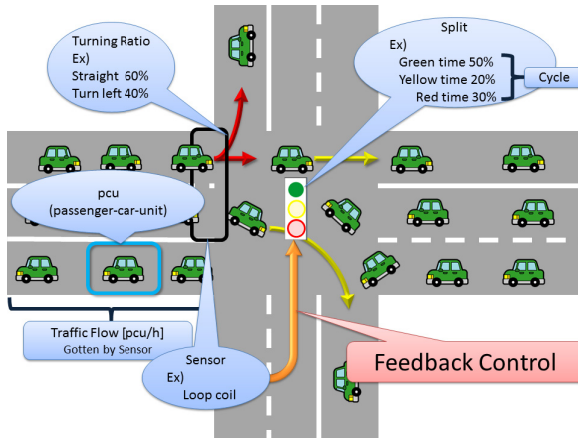 Turning Ratio
Ex)
Straight 60%
Turn left 40%
Split
Ex)
Green time 50%
Yellow time 20%
Red time 30%
Cycle
pcu
(passenger-car-unit)
Traffic Flow [pcu/h]
Gotten by Sensor
Sensor
Ex)
Loop coil
Feedback Control